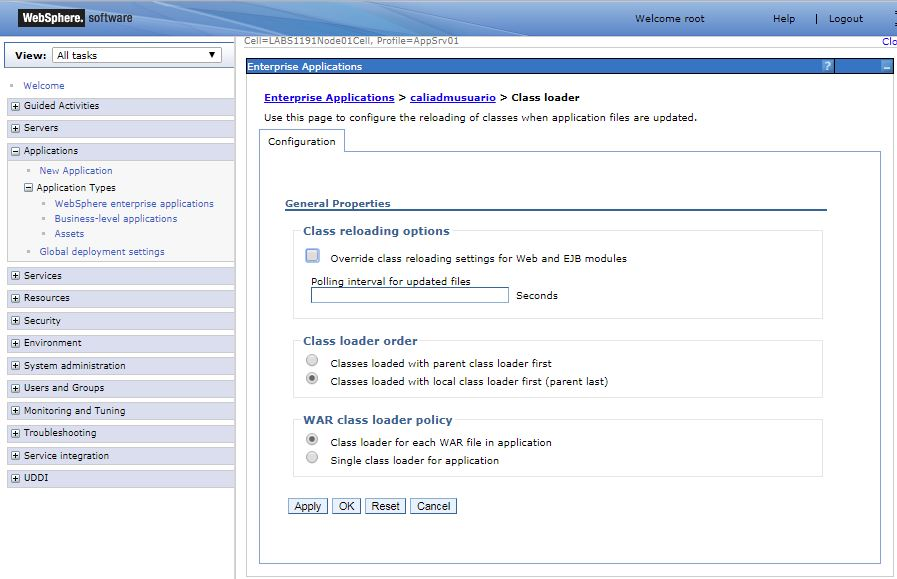 WebSphere. software
Welcome root
Help | Logout
Cell=LABS1191Node01Cell, Profile=AppSrv01
Clo
View: All tasks
Welcome
Guided Activities
Servers
Applications
New Application
Application Types
WebSphere enterprise applications
Business-level applications
Assets
Global deployment settings
Services
Resources
Security
Environment
System administration
Users and Groups
Monitoring and Tuning
Troubleshooting
Service integration
UDDI
Enterprise Applications
?
Enterprise Applications > caliadmusuario > Class loader
Use this page to configure the reloading of classes when application files are updated.
Configuration
General Properties
Class reloading options
Override class reloading settings for Web and EJB modules
Polling interval for updated files
Seconds
Class loader order
Classes loaded with parent class loader first
Classes loaded with local class loader first (parent last)
WAR class loader policy
Class loader for each WAR file in application
Single class loader for application
Apply OK Reset Cancel